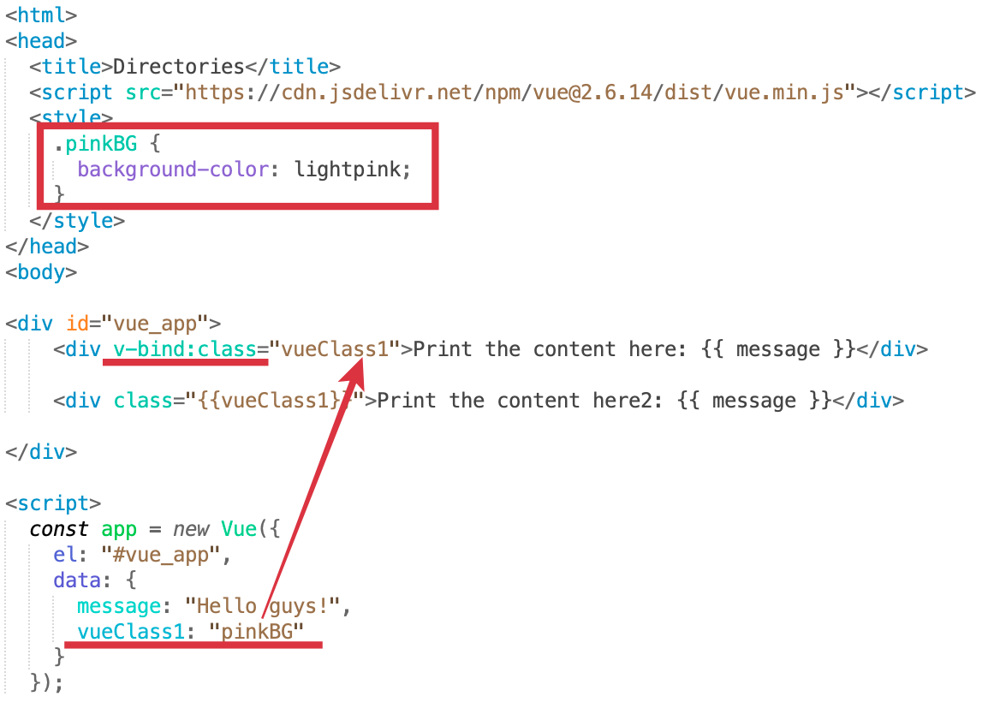 <html>
<head>
  <title>Directories</title>
  <script src="https://cdn.jsdelivr.net/npm/vue@2.6.14/dist/vue.min.js"></script>
  <style>
    .pinkBG {
      background-color: lightpink;
    }
  </style>
</head>
<body>
<div id="vue_app">
    <div v-bind:class="vueClass1">Print the content here: {{ message }}</div>
    <div class="{{vueClass1}}">Print the content here2: {{ message }}</div>
</div>
<script>
  const app = new Vue({
    el: "#vue_app",
    data: {
      message: "Hello guys!",
      vueClass1: "pinkBG"
    }
  });